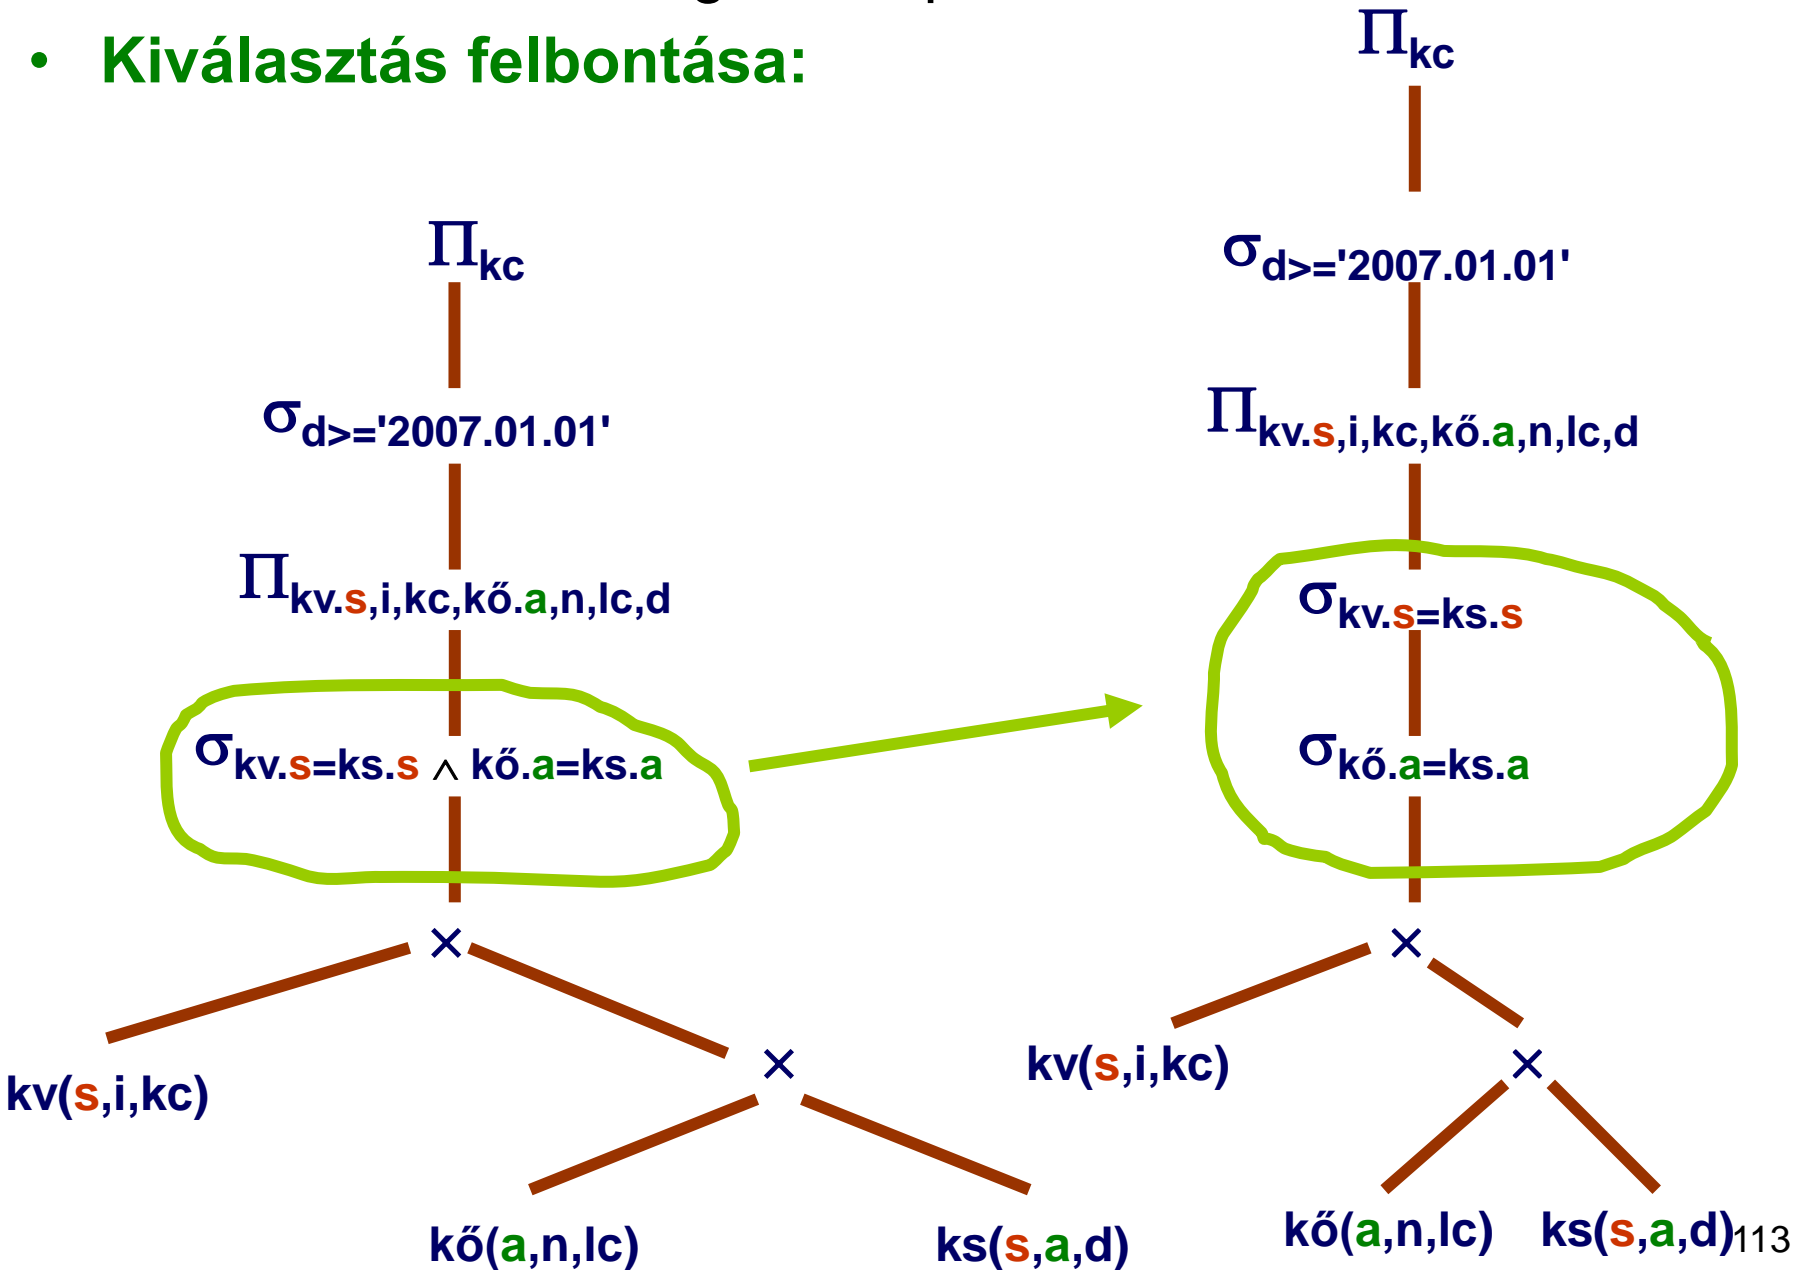 • Kiválasztás felbontása:
Πkc
σd>='2007.01.01'
Πkv.s,i,kc,kő.a,n,lc,d
σkv.s=ks.s ∧ kő.a=ks.a
×
kv(s,i,kc)
×
kő(a,n,lc)
ks(s,a,d)
Πkc
σd>='2007.01.01'
Πkv.s,i,kc,kő.a,n,lc,d
σkv.s=ks.s
σkő.a=ks.a
×
kv(s,i,kc)
×
kő(a,n,lc)
ks(s,a,d)
113